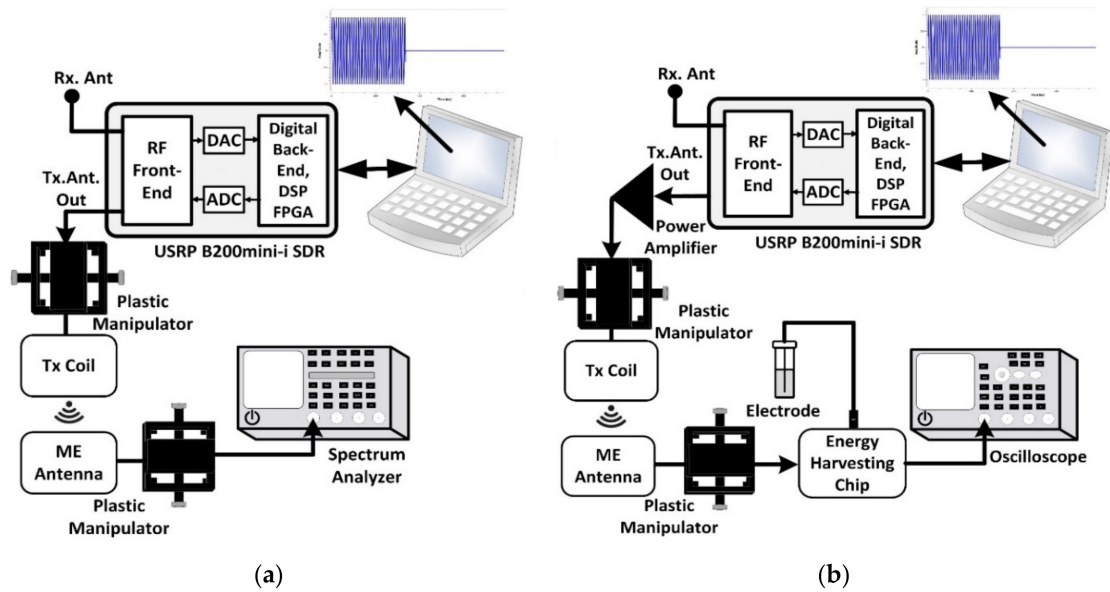 Rx. Ant
RF
Front-
End
DAC
ADC
Digital
Back-
End,
DSP
FPGA
Tx.Ant.
Out
USRP B200mini-i SDR
Plastic
Manipulator
Tx Coil
ME
Antenna
Plastic
Manipulator
Spectrum
Analyzer
(a)
Rx. Ant
RF
Front-
End
DAC
ADC
Digital
Back-
End,
DSP
FPGA
Tx.Ant.
Out
Power
Amplifier
USRP B200mini-i SDR
Plastic
Manipulator
Tx Coil
Electrode
ME
Antenna
Plastic
Manipulator
Energy
Harvesting
Chip
Oscilloscope
(b)